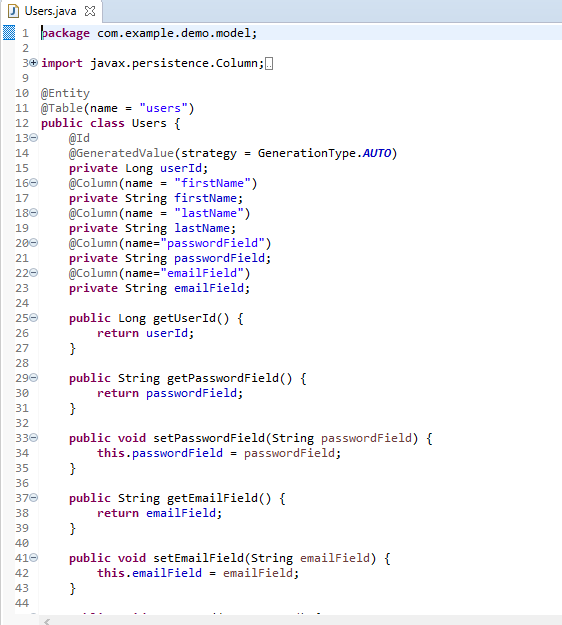 Users.java
1 package com.example.demo.model;
2
3 import javax.persistence.Column;
9
10 @Entity
11 @Table(name = "users")
12 public class Users {
13 @Id
14 @GeneratedValue(strategy = GenerationType.AUTO)
15 private Long userId;
16 @Column(name = "firstName")
17 private String firstName;
18 @Column(name = "lastName")
19 private String lastName;
20 @Column(name="passwordField")
21 private String passwordField;
22 @Column(name="emailField")
23 private String emailField;
24
25 public Long getUserId() {
26 return userId;
27 }
28
29 public String getPasswordField() {
30 return passwordField;
31 }
32
33 public void setPasswordField(String passwordField) {
34 this.passwordField = passwordField;
35 }
36
37 public String getEmailField() {
38 return emailField;
39 }
40
41 public void setEmailField(String emailField) {
42 this.emailField = emailField;
43 }
44